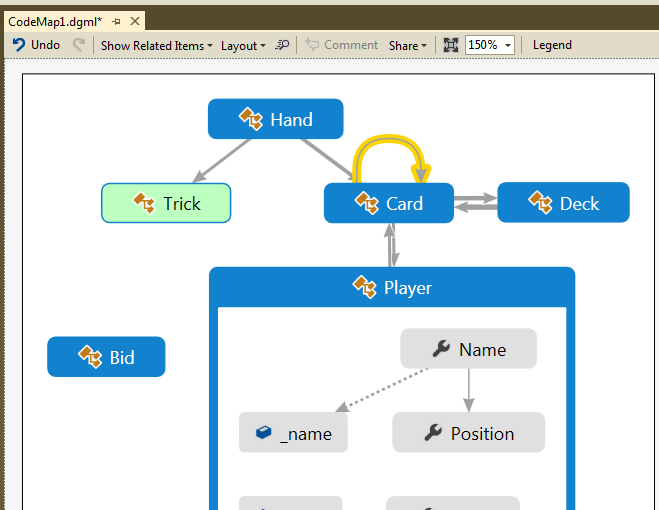 CodeMap1.dgml*
Undo Show Related Items Layout Comment Share 150% Legend
Hand
Trick Card Deck
Player
Bid
Name
_name Position